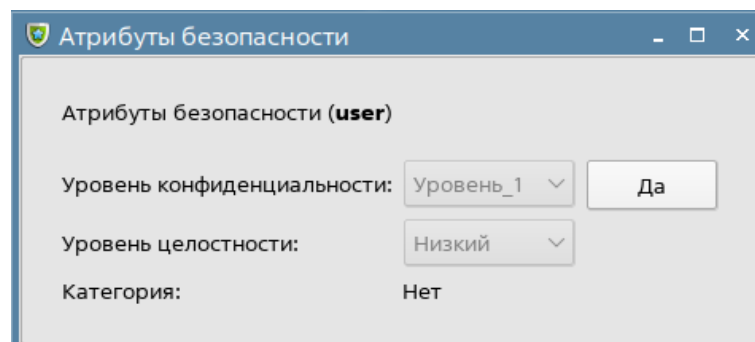 Атрибуты безопасности
Атрибуты безопасности (user)
Уровень конфиденциальности: Уровень_1 Да
Уровень целостности: Низкий
Категория: Нет